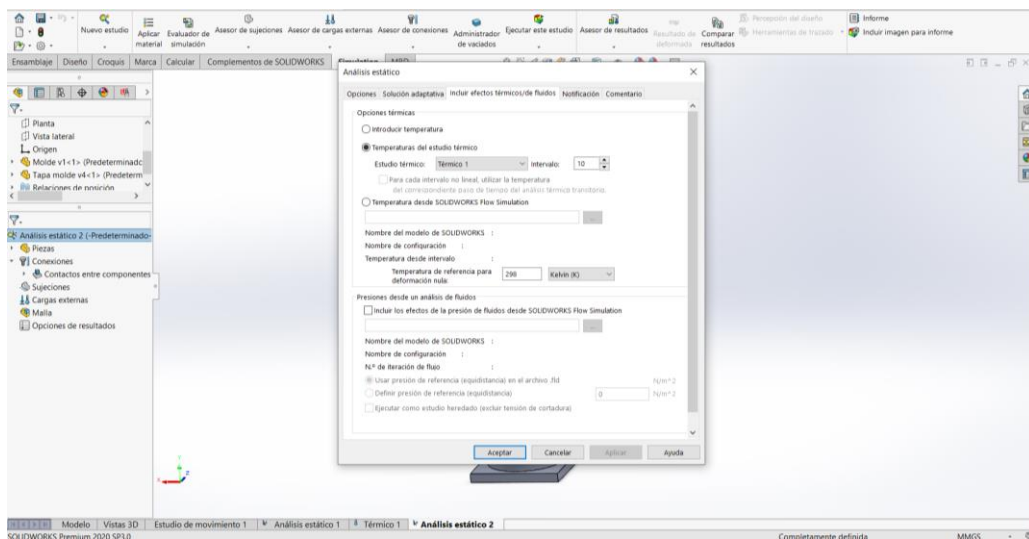 Nuevo estudio
Aplicar material
Evaluador de simulación
Asesor de sujeciones
Asesor de cargas externas
Asesor de conexiones
Administrador de vaciados
Ejecutar este estudio
Asesor de resultados
Resultado de deformada
Comparar resultados
Percepción del diseño
Herramientas de trazado
Informe
Incluir imagen para informe
Ensamblaje Diseño Croquis Marca Calcular Complementos de SOLIDWORKS Simulation MBD
Planta
Vista lateral
Origen
Molde v1<1> (Predeterminadc
Tapa molde v4<1> (Predeterm
Relaciones de posición
Análisis estático 2 (-Predeterminado-
Piezas
Conexiones
Contactos entre componentes
Sujeciones
Cargas externas
Malla
Opciones de resultados
Análisis estático
Opciones Solución adaptativa Incluir efectos térmicos/de fluidos Notificación Comentario
Opciones térmicas
Introducir temperatura
Temperaturas del estudio térmico
Estudio térmico: Térmico 1 Intervalo: 10
Para cada intervalo no lineal, utilizar la temperatura
del correspondiente paso de tiempo del análisis térmico transitorio.
Temperatura desde SOLIDWORKS Flow Simulation
...
Nombre del modelo de SOLIDWORKS :
Nombre de configuración :
Temperatura desde intervalo :
Temperatura de referencia para deformación nula: 298 Kelvin (K)
Presiones desde un análisis de fluidos
Incluir los efectos de la presión de fluidos desde SOLIDWORKS Flow Simulation
...
Nombre del modelo de SOLIDWORKS :
Nombre de configuración :
N.º de iteración de flujo :
Usar presión de referencia (equidistancia) en el archivo .fld N/m^2
Definir presión de referencia (equidistancia) 0 N/m^2
Ejecutar como estudio heredado (excluir tensión de cortadura)
Aceptar Cancelar Aplicar Ayuda
Modelo Vistas 3D Estudio de movimiento 1 Análisis estático 1 Térmico 1 Análisis estático 2
SOLIDWORKS Premium 2020 SP3.0 Completamente definida MMGS